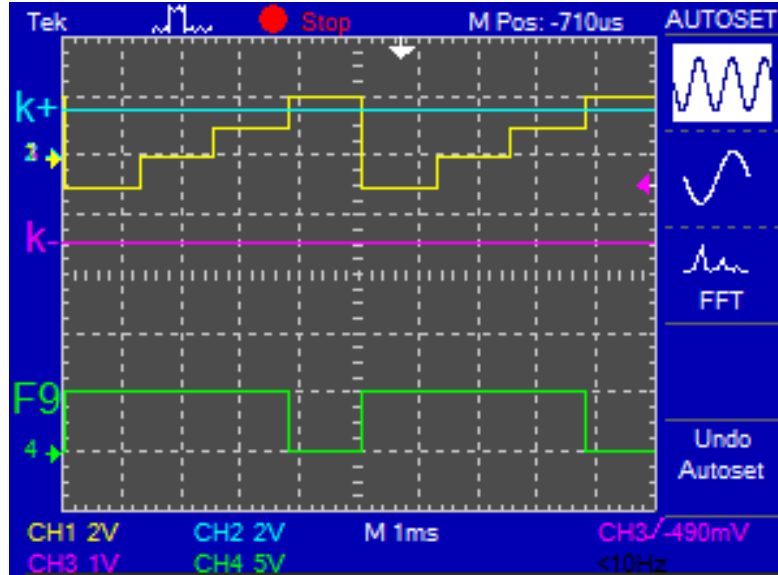 Tek Stop M Pos: -710us AUTOSET
k+
k-
FFT
F9
4
Undo
Autoset
CH1 2V CH2 2V M 1ms CH3 -490mV
CH3 1V CH4 5V <10Hz